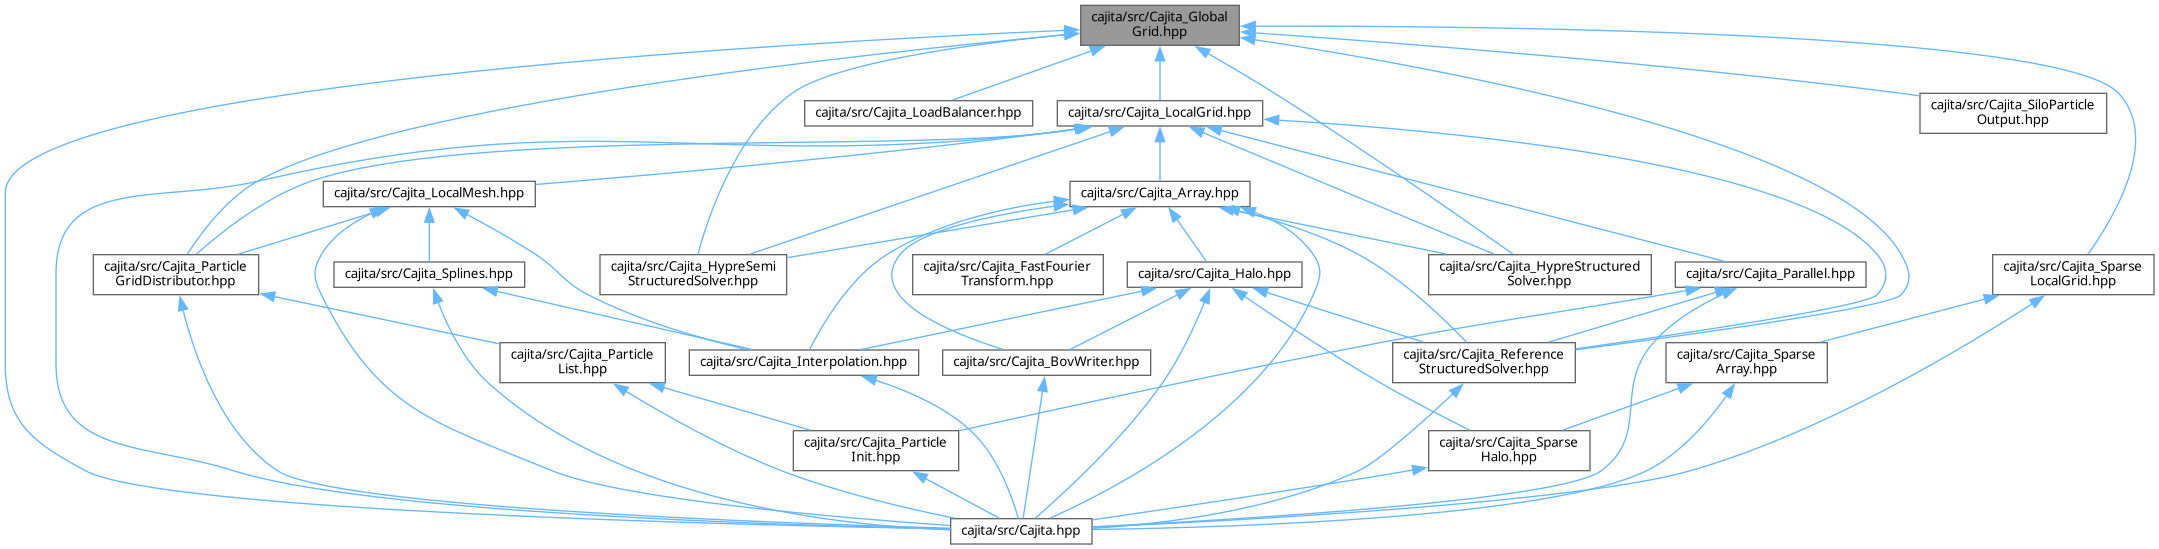 cajita/src/Cajita_Global
Grid.hpp
cajita/src/Cajita_LoadBalancer.hpp
cajita/src/Cajita_LocalGrid.hpp
cajita/src/Cajita_SiloParticle
Output.hpp
cajita/src/Cajita_LocalMesh.hpp
cajita/src/Cajita_Array.hpp
cajita/src/Cajita_Particle
GridDistributor.hpp
cajita/src/Cajita_Splines.hpp
cajita/src/Cajita_HypreSemi
StructuredSolver.hpp
cajita/src/Cajita_FastFourier
Transform.hpp
cajita/src/Cajita_Halo.hpp
cajita/src/Cajita_HypreStructured
Solver.hpp
cajita/src/Cajita_Parallel.hpp
cajita/src/Cajita_Sparse
LocalGrid.hpp
cajita/src/Cajita_Particle
List.hpp
cajita/src/Cajita_Interpolation.hpp
cajita/src/Cajita_BovWriter.hpp
cajita/src/Cajita_Reference
StructuredSolver.hpp
cajita/src/Cajita_Sparse
Array.hpp
cajita/src/Cajita_Particle
Init.hpp
cajita/src/Cajita_Sparse
Halo.hpp
cajita/src/Cajita.hpp